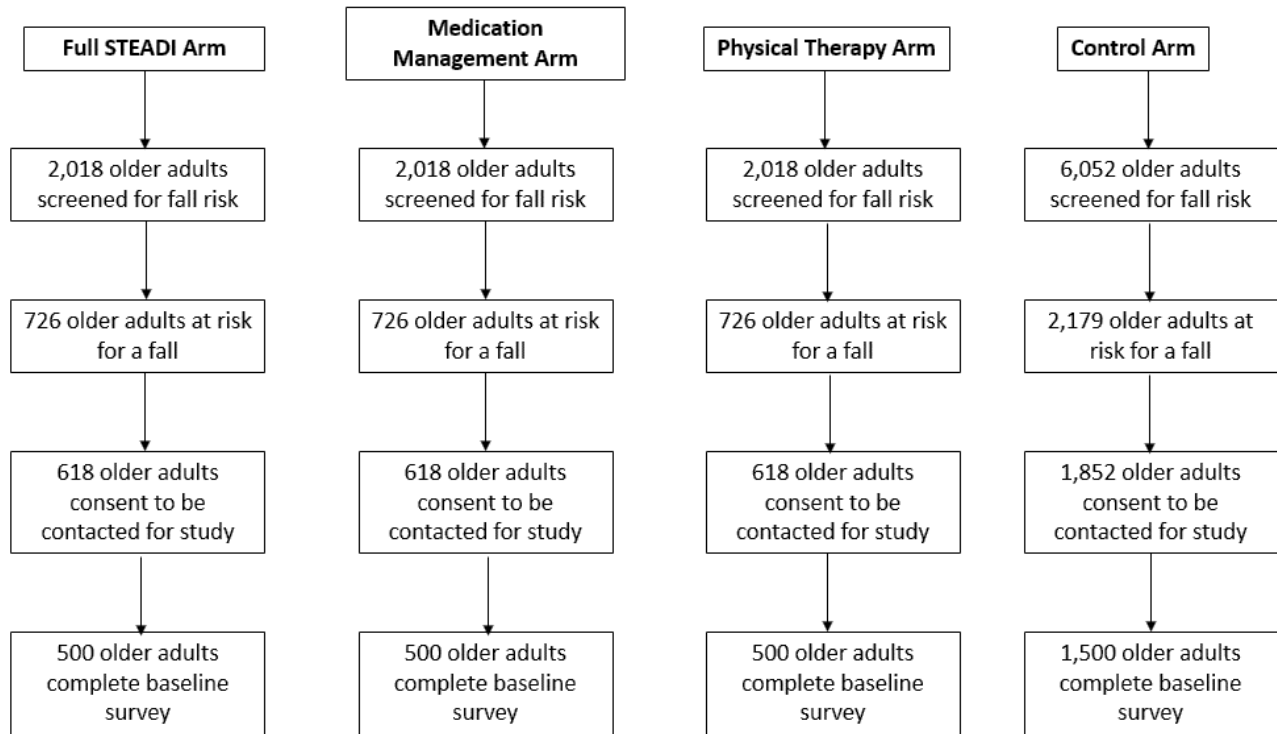 Full STEADI Arm
2,018 older adults
screened for fall risk
726 older adults at risk
for a fall
618 older adults
consent to be
contacted for study
500 older adults
complete baseline
survey
Medication
Management Arm
2,018 older adults
screened for fall risk
726 older adults at risk
for a fall
618 older adults
consent to be
contacted for study
500 older adults
complete baseline
survey
Physical Therapy Arm
2,018 older adults
screened for fall risk
726 older adults at risk
for a fall
618 older adults
consent to be
contacted for study
500 older adults
complete baseline
survey
Control Arm
6,052 older adults
screened for fall risk
2,179 older adults at
risk for a fall
1,852 older adults
consent to be
contacted for study
1,500 older adults
complete baseline
survey